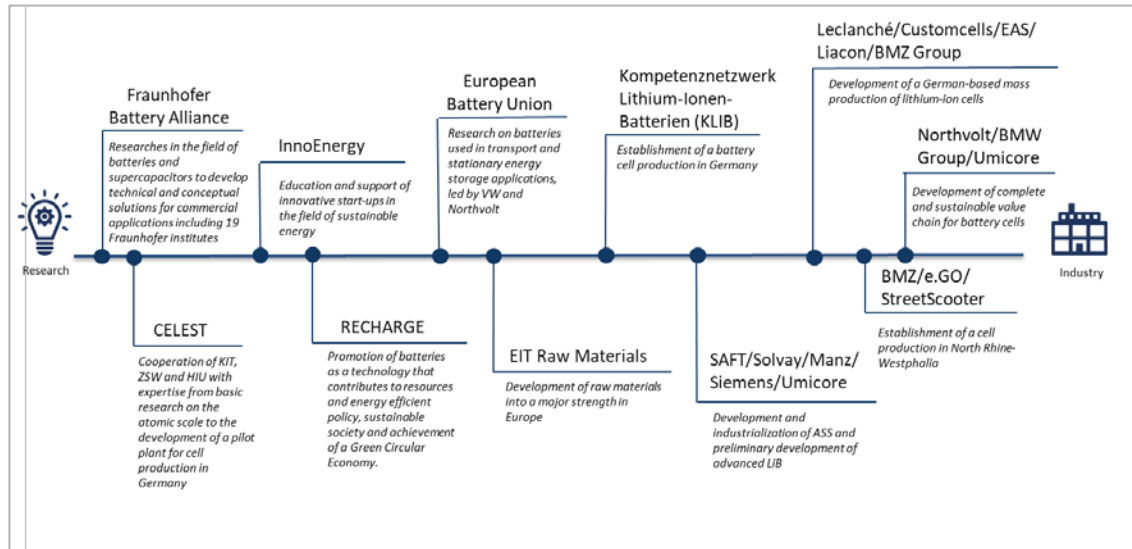 Fraunhofer
Battery Alliance
Researches in the field of
batteries and
supercapacitors to develop
technical and conceptual
solutions for commercial
applications including 19
Fraunhofer institutes
InnoEnergy
Education and support of
innovative start-ups in
the field of sustainable
energy
European
Battery Union
Research on batteries
used in transport and
stationary energy
storage applications,
led by VW and
Northvolt
Kompetenznetzwerk
Lithium-Ionen-
Batterien (KLIB)
Establishment of a battery
cell production in Germany
Leclanché/Customcells/EAS/
Liacon/BMZ Group
Development of a German-based mass
production of lithium-ion cells
Northvolt/BMW
Group/Umicore
Development of complete
and sustainable value
chain for battery cells
Research
Industry
CELEST
Cooperation of KIT,
ZSW and HIU with
expertise from basic
research on the
atomic scale to the
development of a pilot
plant for cell
production in
Germany
RECHARGE
Promotion of batteries
as a technology that
contributes to resources
and energy efficient
policy, sustainable
society and achievement
of a Green Circular
Economy.
EIT Raw Materials
Development of raw materials
into a major strength in
Europe
SAFT/Solvay/Manz/
Siemens/Umicore
Development and
industrialization of ASS and
preliminary development of
advanced LiB
BMZ/e.GO/
StreetScooter
Establishment of a cell
production in North Rhine-
Westphalia